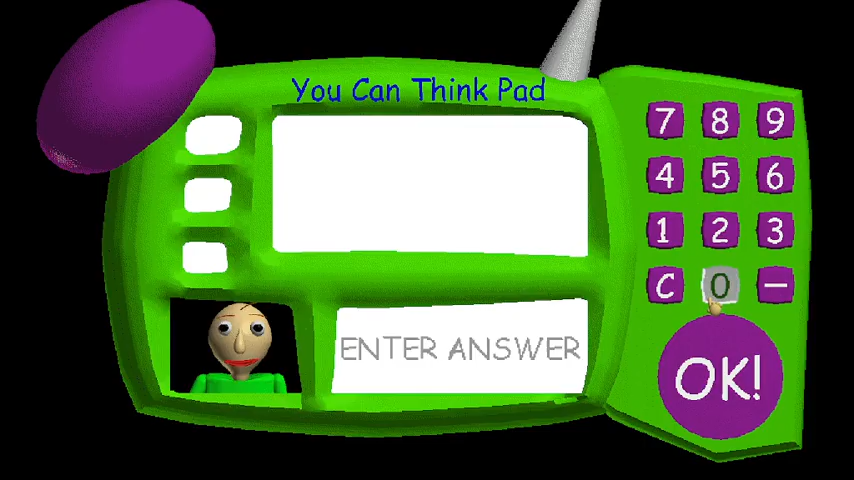 You Can Think Pad
7 8 9
4 5 6
1 2 3
C 0 −
ENTER ANSWER
OK!